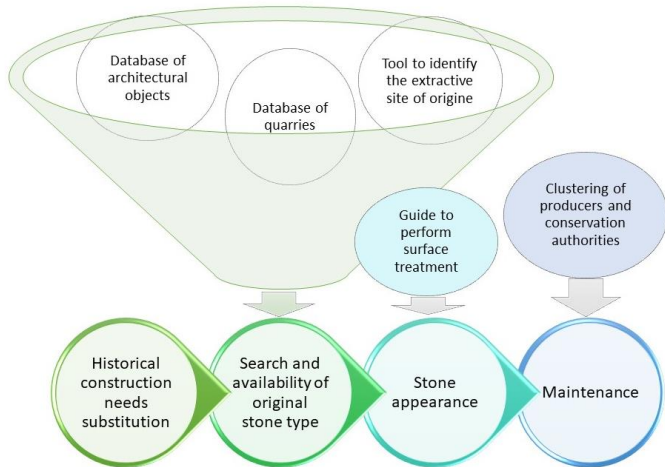 Database of
architectural
objects
Database of
quarries
Tool to identify
the extractive
site of origine
Guide to
perform
surface
treatment
Clustering of
producers and
conservation
authorities
Historical
construction
needs
substitution
Search and
availability of
original
stone type
Stone
appearance
Maintenance